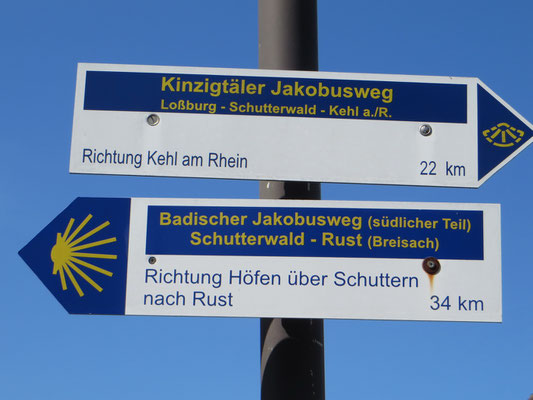 Kinzigtäler Jakobusweg
Loßburg - Schutterwald - Kehl a./R.
Richtung Kehl am Rhein 22 km
Badischer Jakobusweg (südlicher Teil)
Schutterwald - Rust (Breisach)
Richtung Höfen über Schuttern
nach Rust 34 km